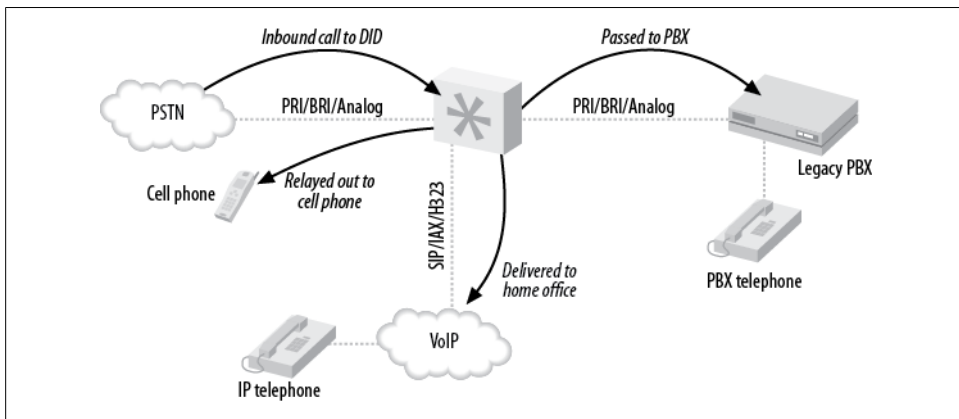 Inbound call to DID
Passed to PBX
PSTN
PRI/BRI/Analog
PRI/BRI/Analog
Legacy PBX
Cell phone
Relayed out to
cell phone
SIP/IAX/H323
Delivered to
home office
PBX telephone
VoIP
IP telephone